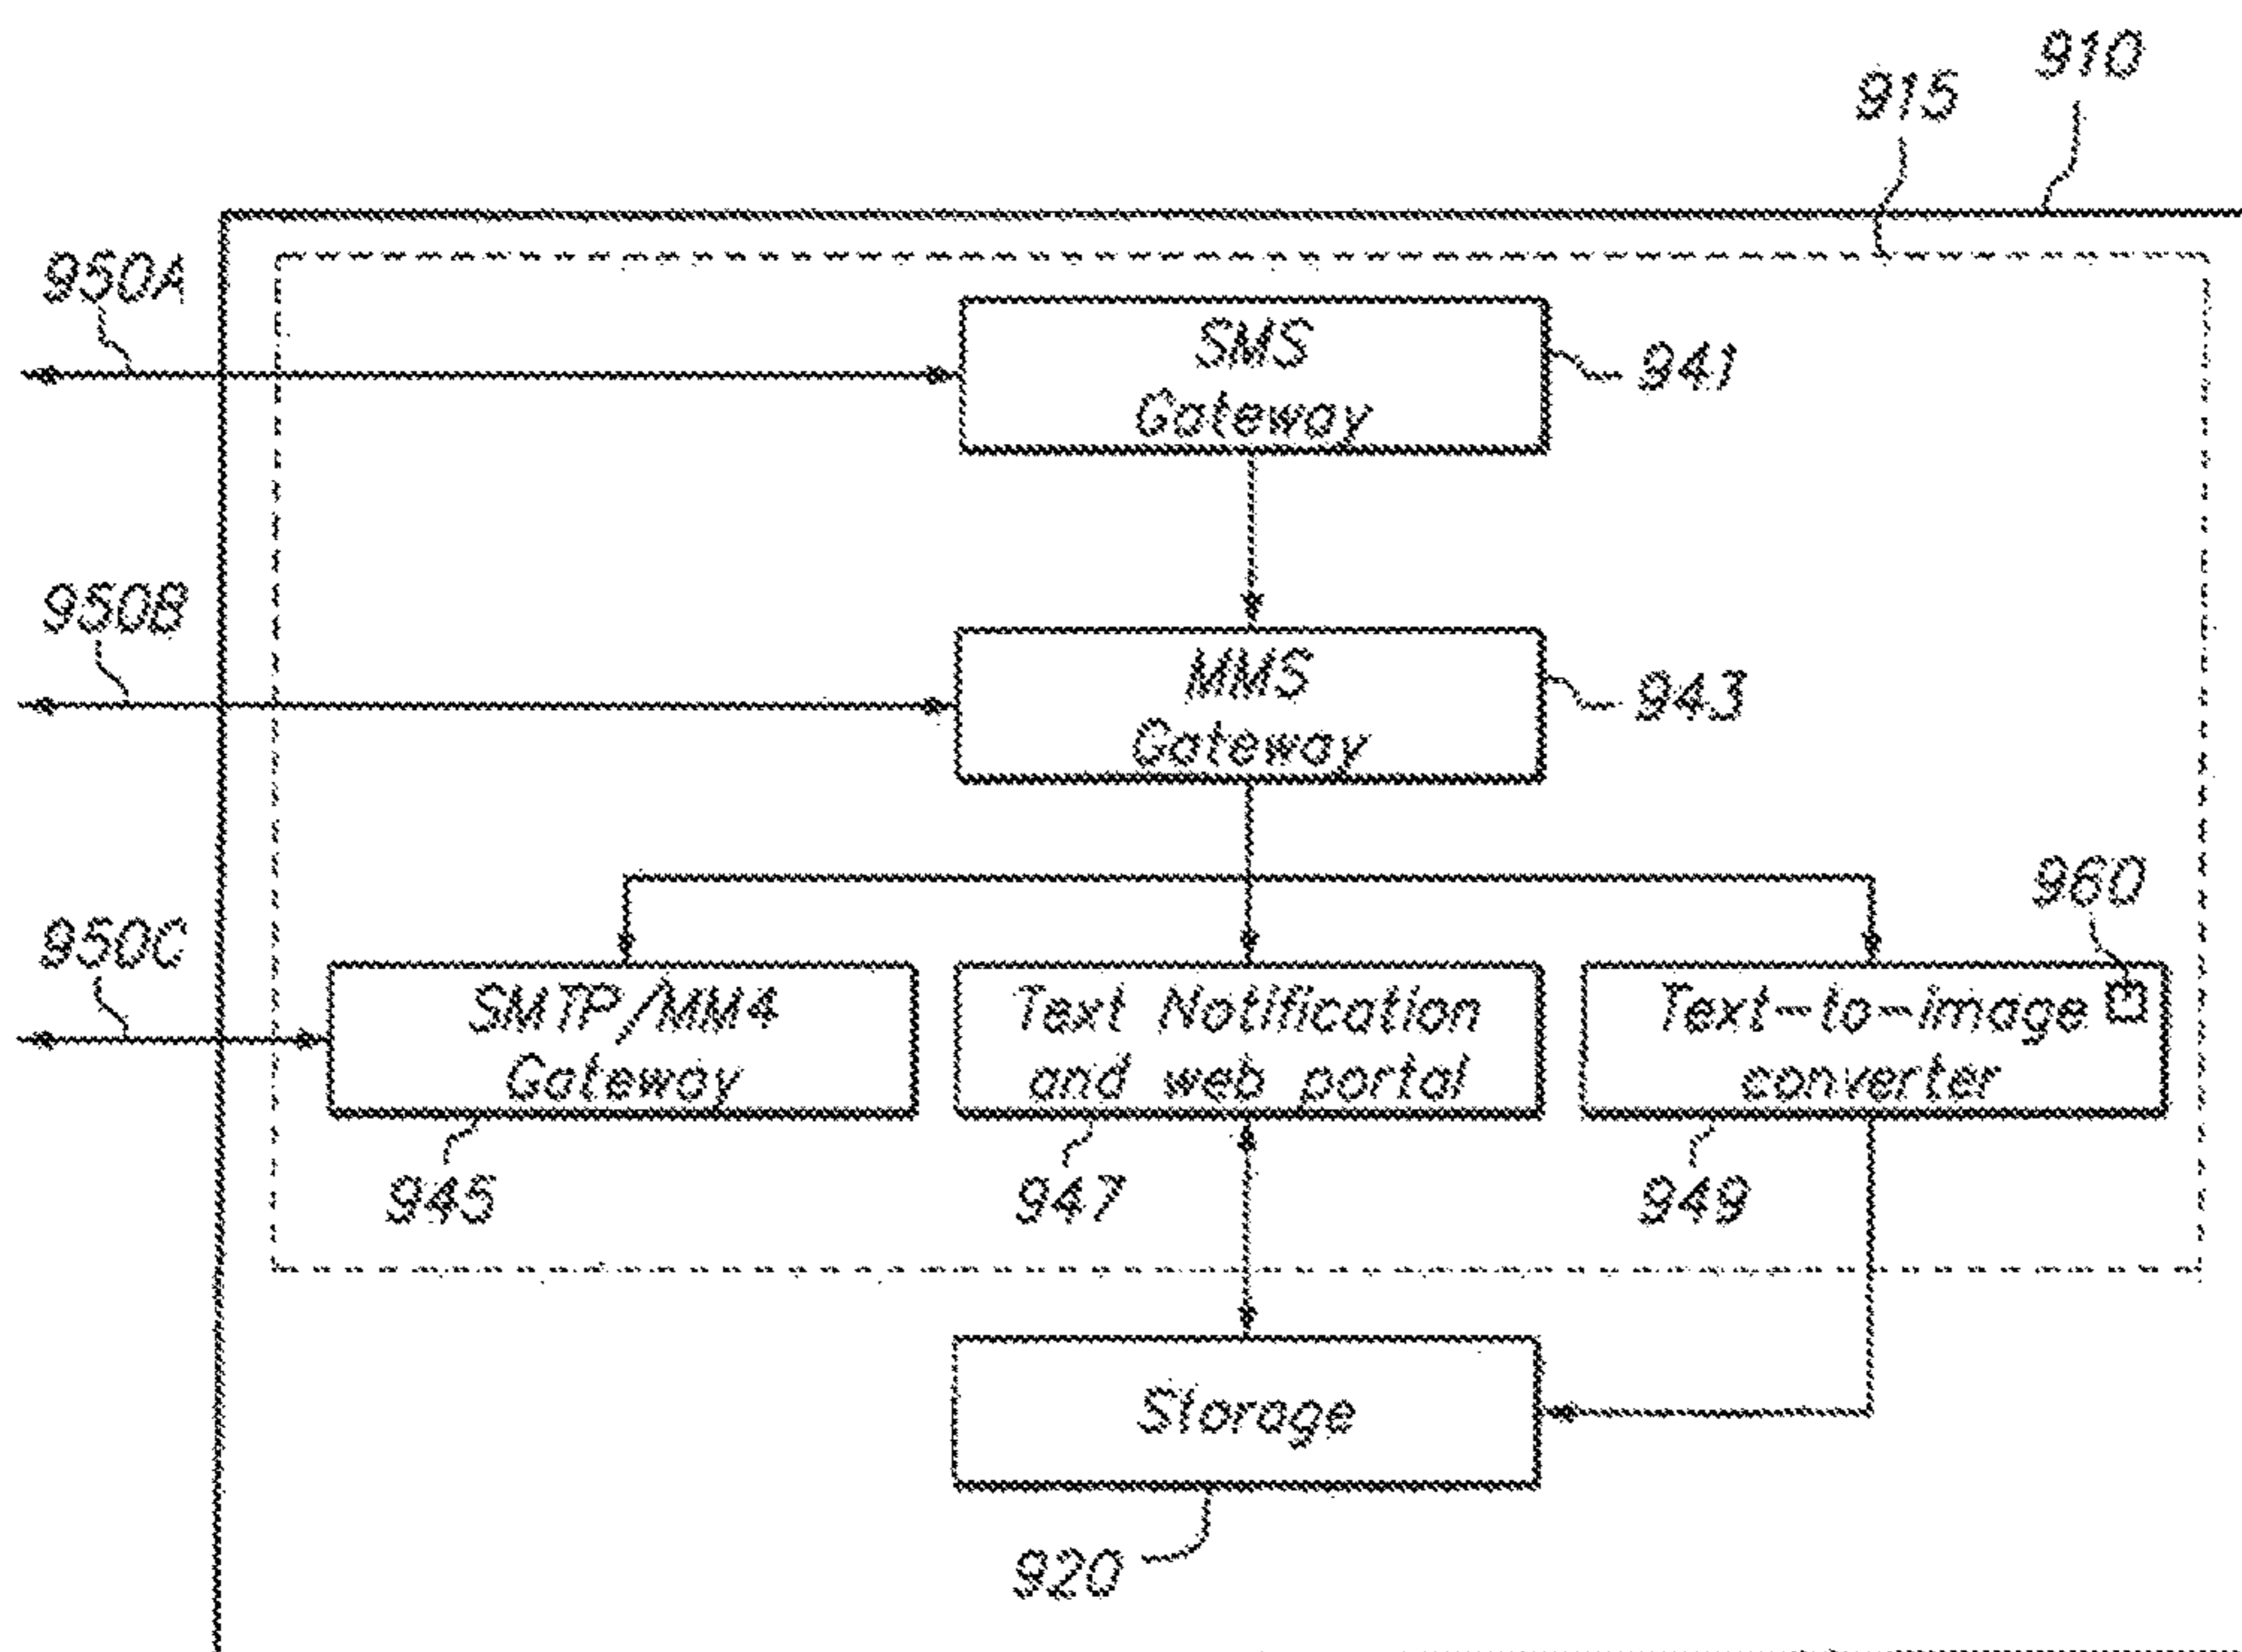 910
915
950A
SMS
Gateway
941
950B
MMS
Gateway
943
960
950C
SMTP/MM4
Gateway
Text Notification
and web portal
Text-to-image
converter
945
947
949
Storage
920